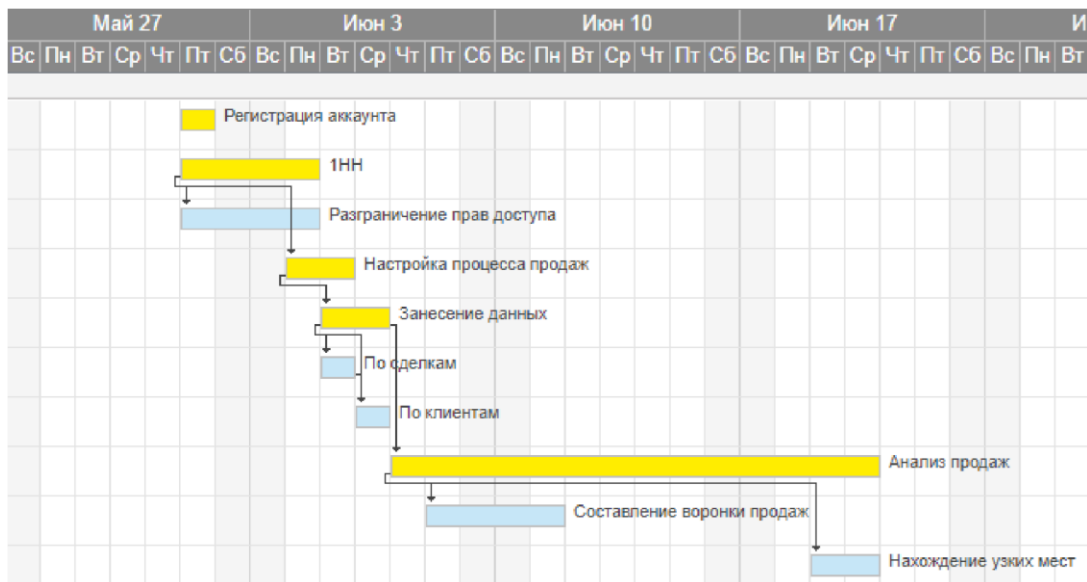 Май 27 Июн 3 Июн 10 Июн 17 И
Вс Пн Вт Ср Чт Пт Сб Вс Пн Вт Ср Чт Пт Сб Вс Пн Вт Ср Чт Пт Сб Вс Пн Вт Ср Чт Пт Сб Вс Пн Вт
Регистрация аккаунта
1НН
Разграничение прав доступа
Настройка процесса продаж
Занесение данных
По сделкам
По клиентам
Анализ продаж
Составление воронки продаж
Нахождение узких мест